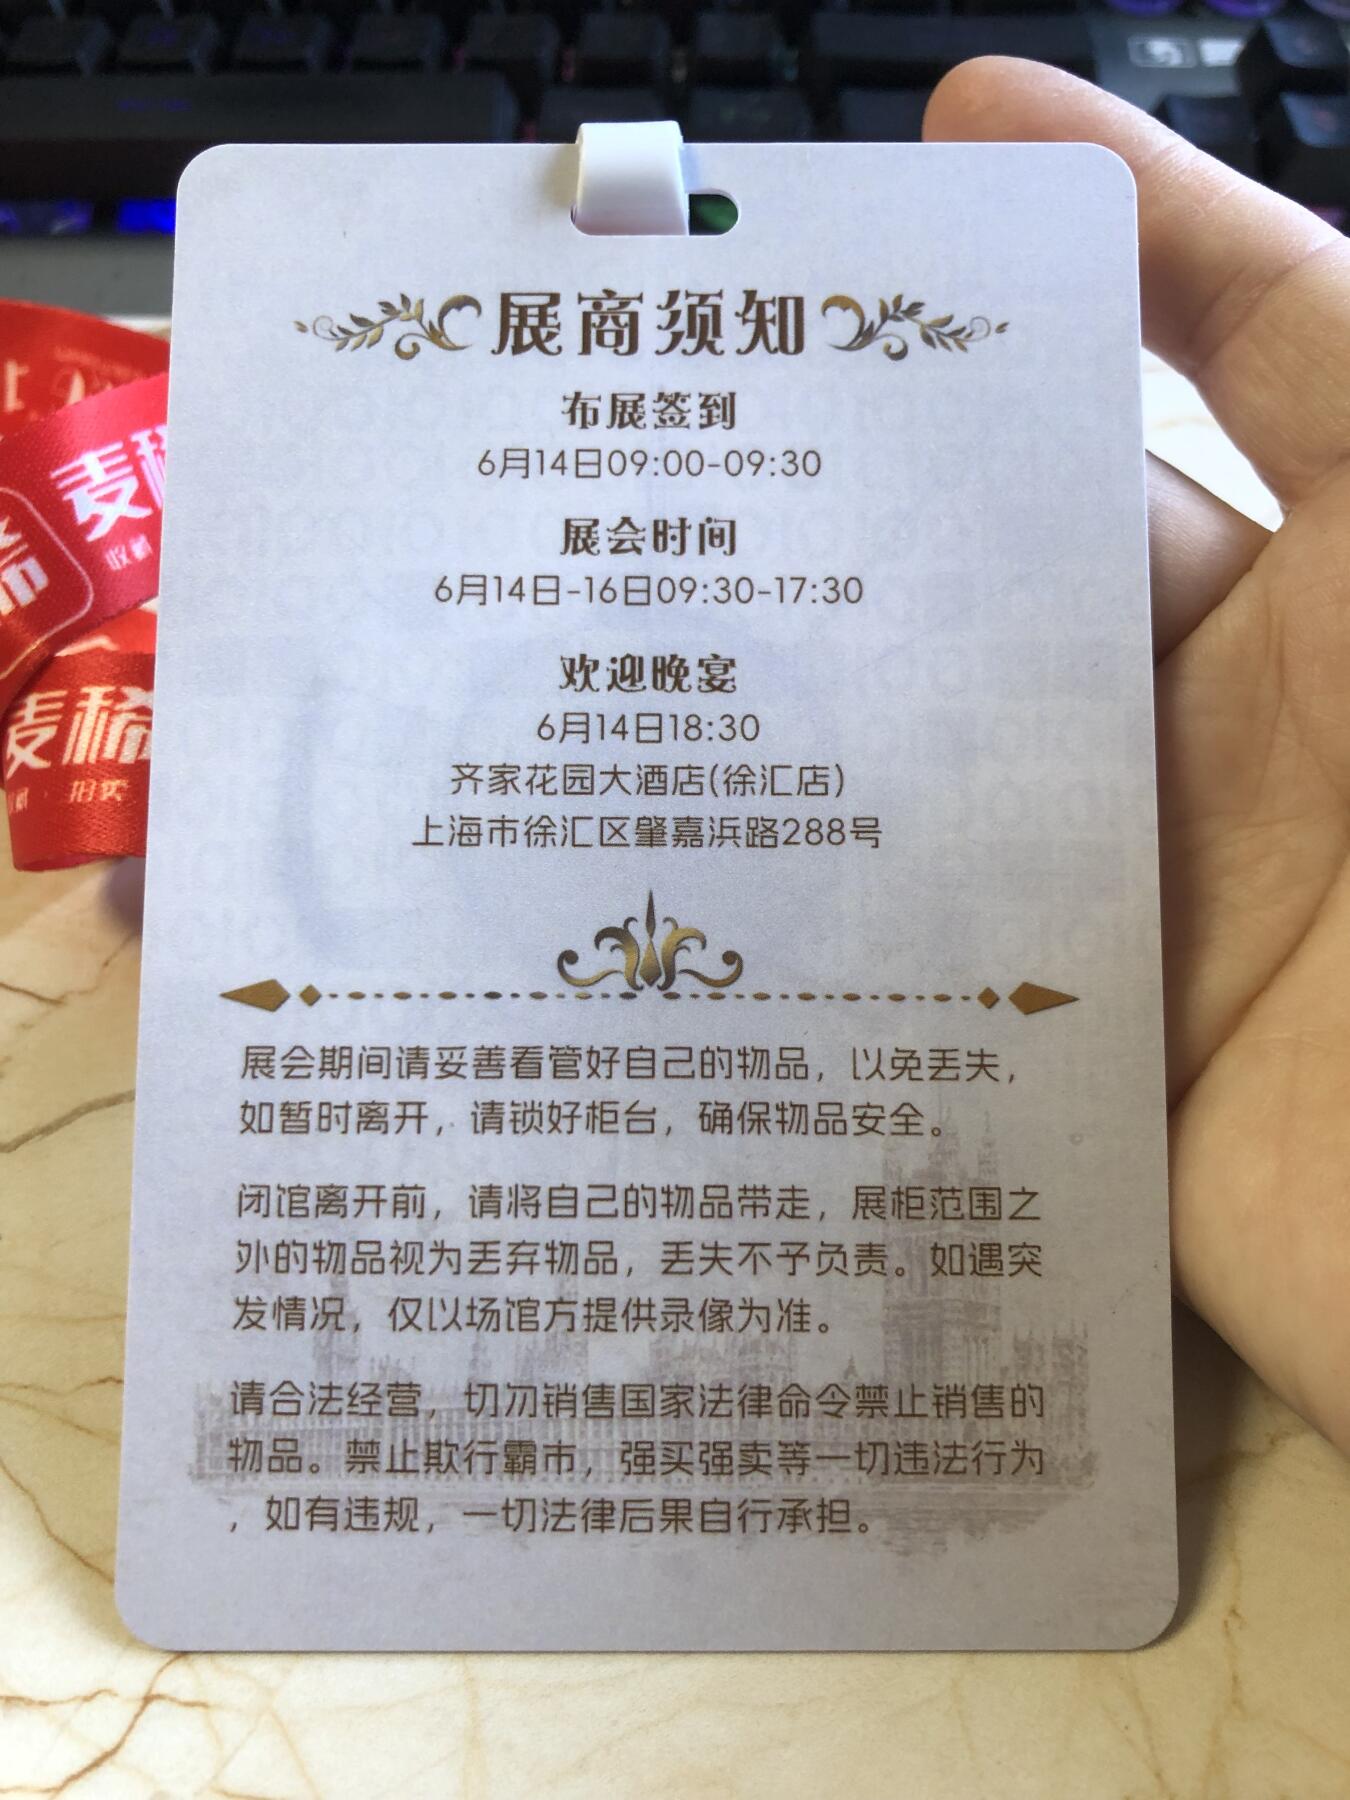 展商须知
布展签到
6月14日09:00-09:30
展会时间
6月14日-16日09:30-17:30
欢迎晚宴
6月14日18:30
齐家花园大酒店(徐汇店)
上海市徐汇区肇嘉浜路288号
展会期间请妥善看管好自己的物品，以免丢失，
如暂时离开，请锁好柜台，确保物品安全。
闭馆离开前，请将自己的物品带走，展柜范围之
外的物品视为丢弃物品，丢失不予负责。如遇突
发情况，仅以场馆方提供录像为准。
请合法经营，切勿销售国家法律命令禁止销售的
物品。禁止欺行霸市，强买强卖等一切违法行为
，如有违规，一切法律后果自行承担。
麦稀
麦稀
拍卖